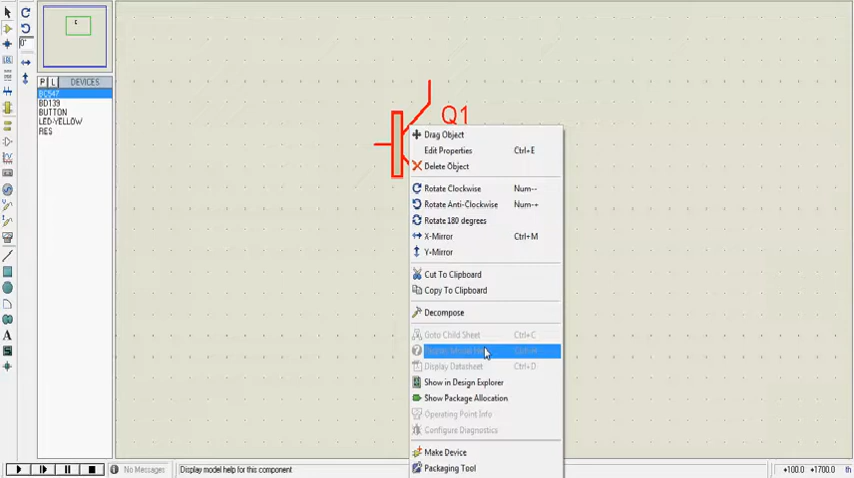 P L DEVICES
BC547
BD139
BUTTON
LED-YELLOW
RES
Q1
Drag Object
Edit Properties Ctrl+E
Delete Object
Rotate Clockwise Num--
Rotate Anti-Clockwise Num-+
Rotate 180 degrees
X-Mirror Ctrl+M
Y-Mirror
Cut To Clipboard
Copy To Clipboard
Decompose
Goto Child Sheet Ctrl+C
Display Datasheet Ctrl+D
Show in Design Explorer
Show Package Allocation
Operating Point Info
Configure Diagnostics
Make Device
Packaging Tool
No Messages Display model help for this component +100.0 +1700.0 th